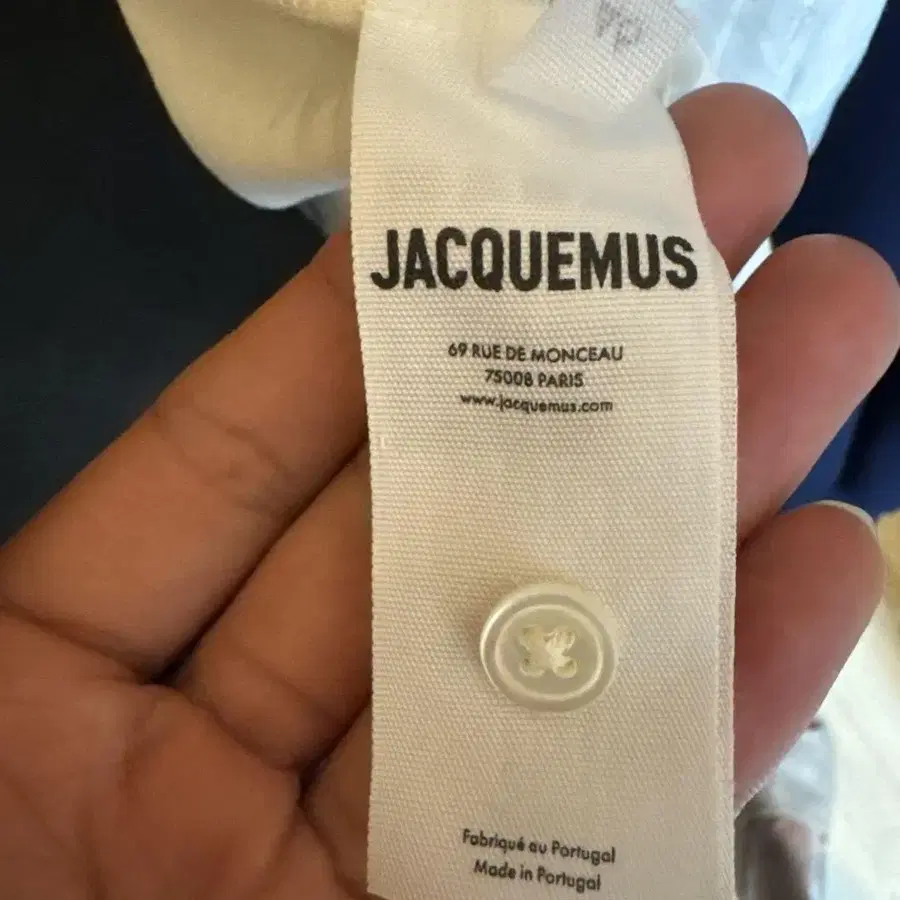 JACQUEMUS
69 RUE DE MONCEAU
75008 PARIS
www.jacquemus.com
Fabriqué au Portugal
Made in Portugal